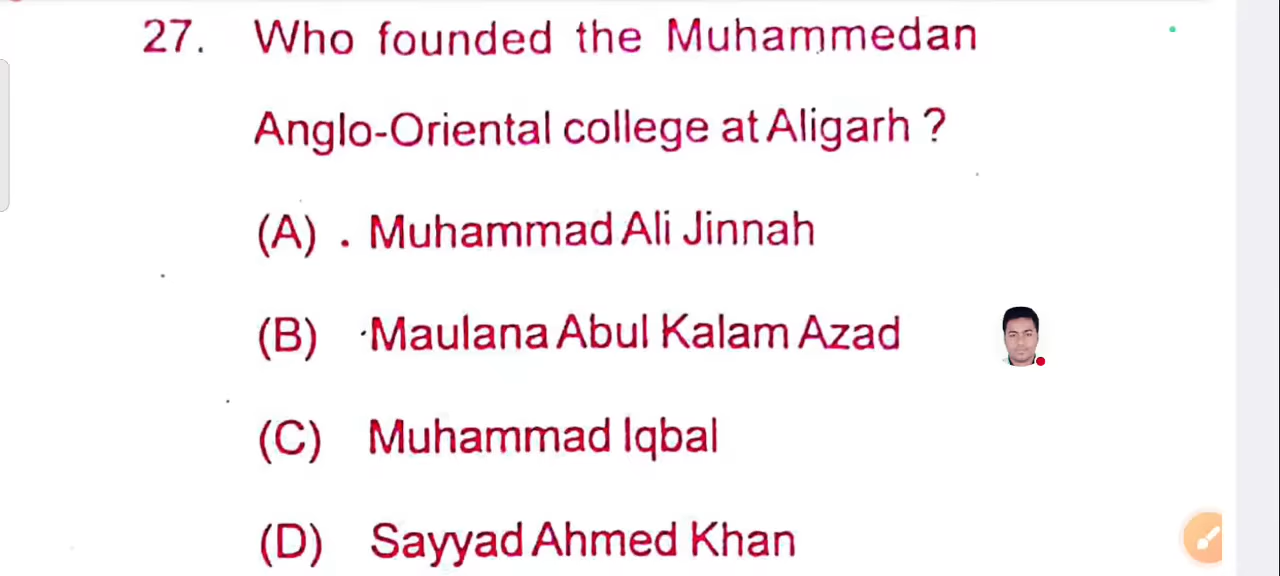 27. Who founded the Muhammedan
Anglo-Oriental college at Aligarh ?
(A) . Muhammad Ali Jinnah
(B) Maulana Abul Kalam Azad
(C) Muhammad Iqbal
(D) Sayyad Ahmed Khan